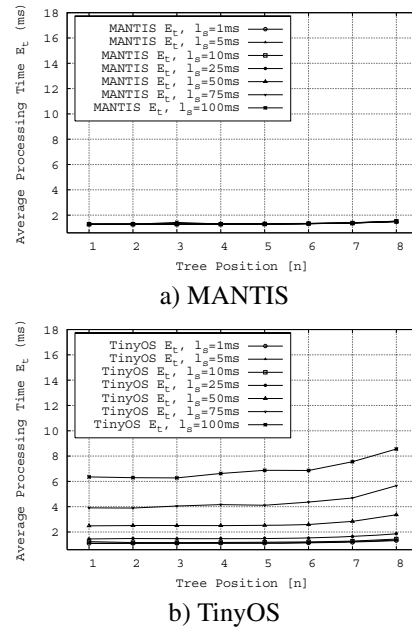 Average Processing Time E_t (ms)
18
16
14
12
10
8
6
4
2
MANTIS E_t, l_s=1ms
MANTIS E_t, l_s=5ms
MANTIS E_t, l_s=10ms
MANTIS E_t, l_s=25ms
MANTIS E_t, l_s=50ms
MANTIS E_t, l_s=75ms
MANTIS E_t, l_s=100ms
1 2 3 4 5 6 7 8
Tree Position [n]
a) MANTIS
Average Processing Time E_t (ms)
18
16
14
12
10
8
6
4
2
TinyOS E_t, l_s=1ms
TinyOS E_t, l_s=5ms
TinyOS E_t, l_s=10ms
TinyOS E_t, l_s=25ms
TinyOS E_t, l_s=50ms
TinyOS E_t, l_s=75ms
TinyOS E_t, l_s=100ms
1 2 3 4 5 6 7 8
Tree Position [n]
b) TinyOS